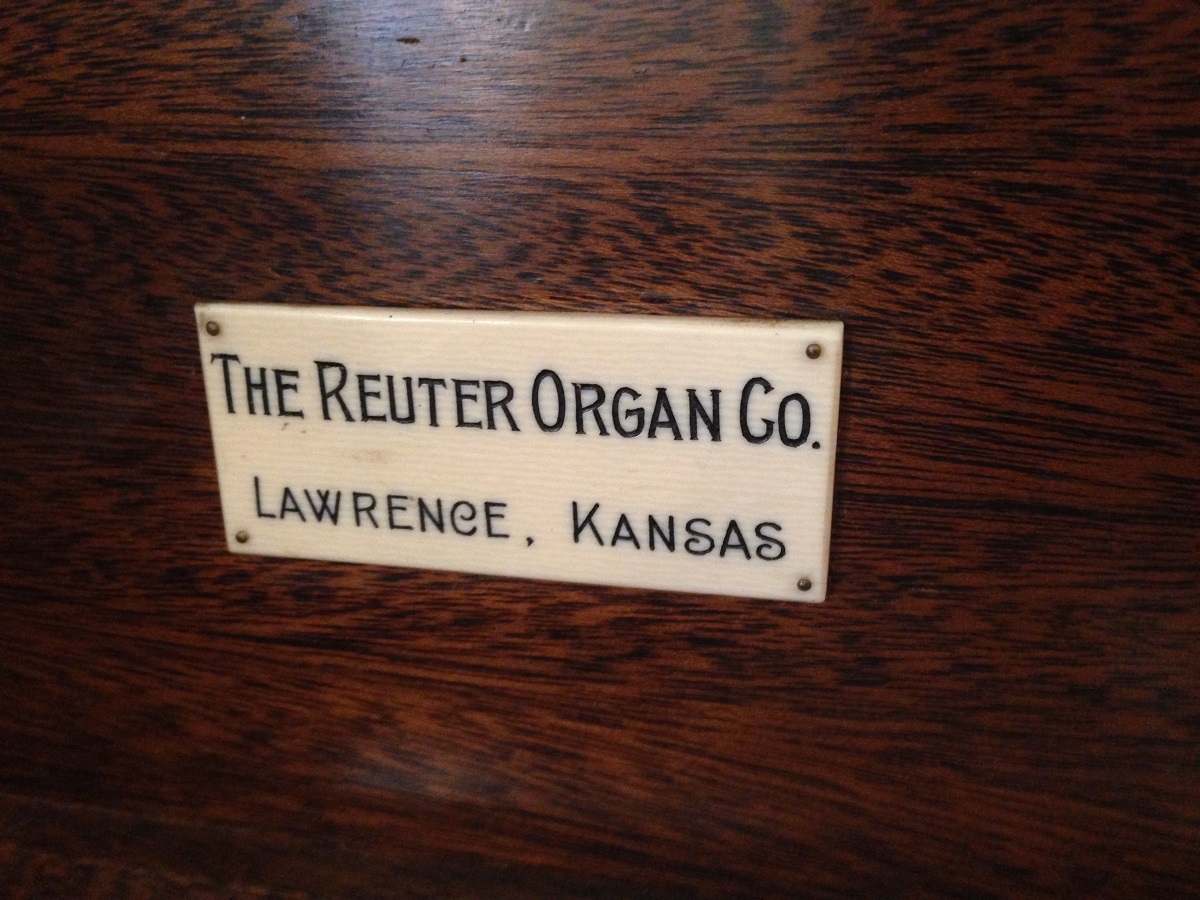 The Reuter Organ Co.
Lawrence, Kansas